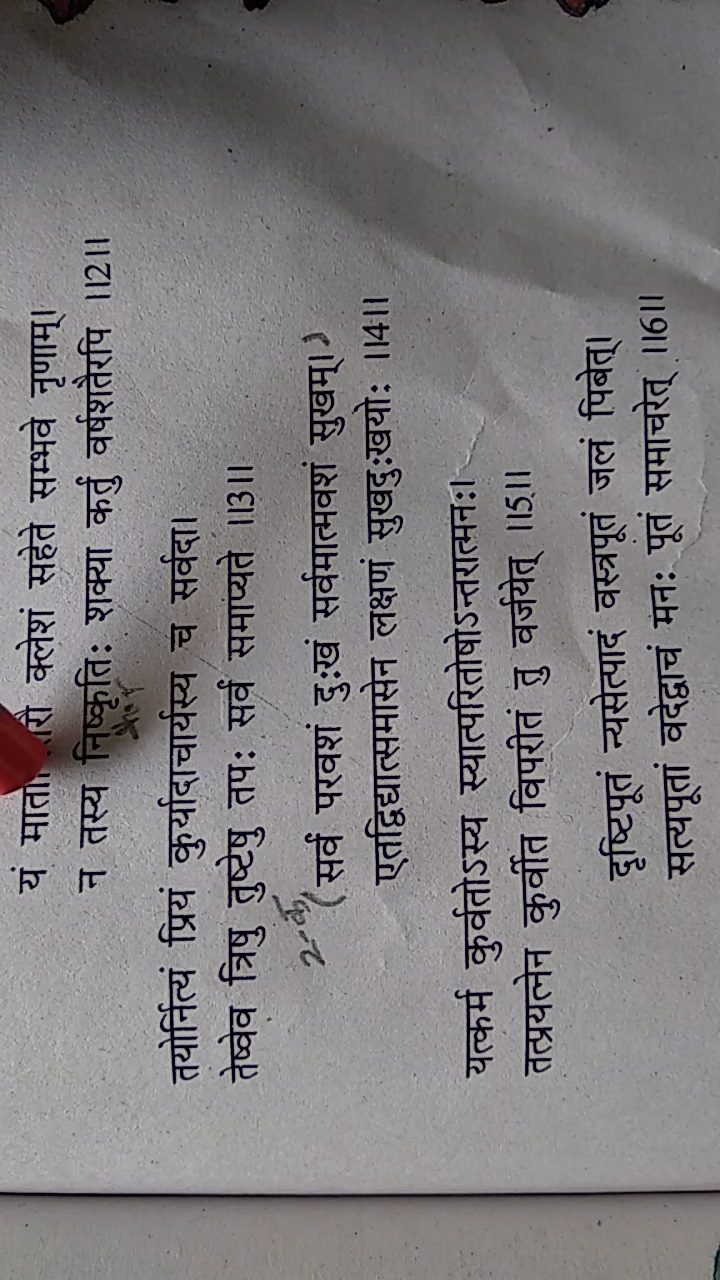 यं माता क्लेशं सहेते सम्भवे नृणाम्।
न तस्य निष्कृतिः शक्या कर्तुं वर्षशतैरपि ।।2।।
तयोर्नित्यं प्रियं कुर्यादाचार्यस्य च सर्वदा।
तेष्वेव त्रिषु तुष्टेषु तपः सर्वं समाप्यते ।।3।।
सर्वं परवशं दुःखं सर्वमात्मवशं सुखम्।
एतद्विद्यात्समासेन लक्षणं सुखदुःखयोः ।।4।।
यत्कर्म कुर्वतोऽस्य स्यात्परितोषोऽन्तरात्मनः।
तत्प्रयत्नेन कुर्वीत विपरीतं तु वर्जयेत् ।।5।।
दृष्टिपूतं न्यसेत्पादं वस्त्रपूतं जलं पिबेत्।
सत्यपूतां वदेद्वाचं मनः पूतं समाचरेत् ।।6।।